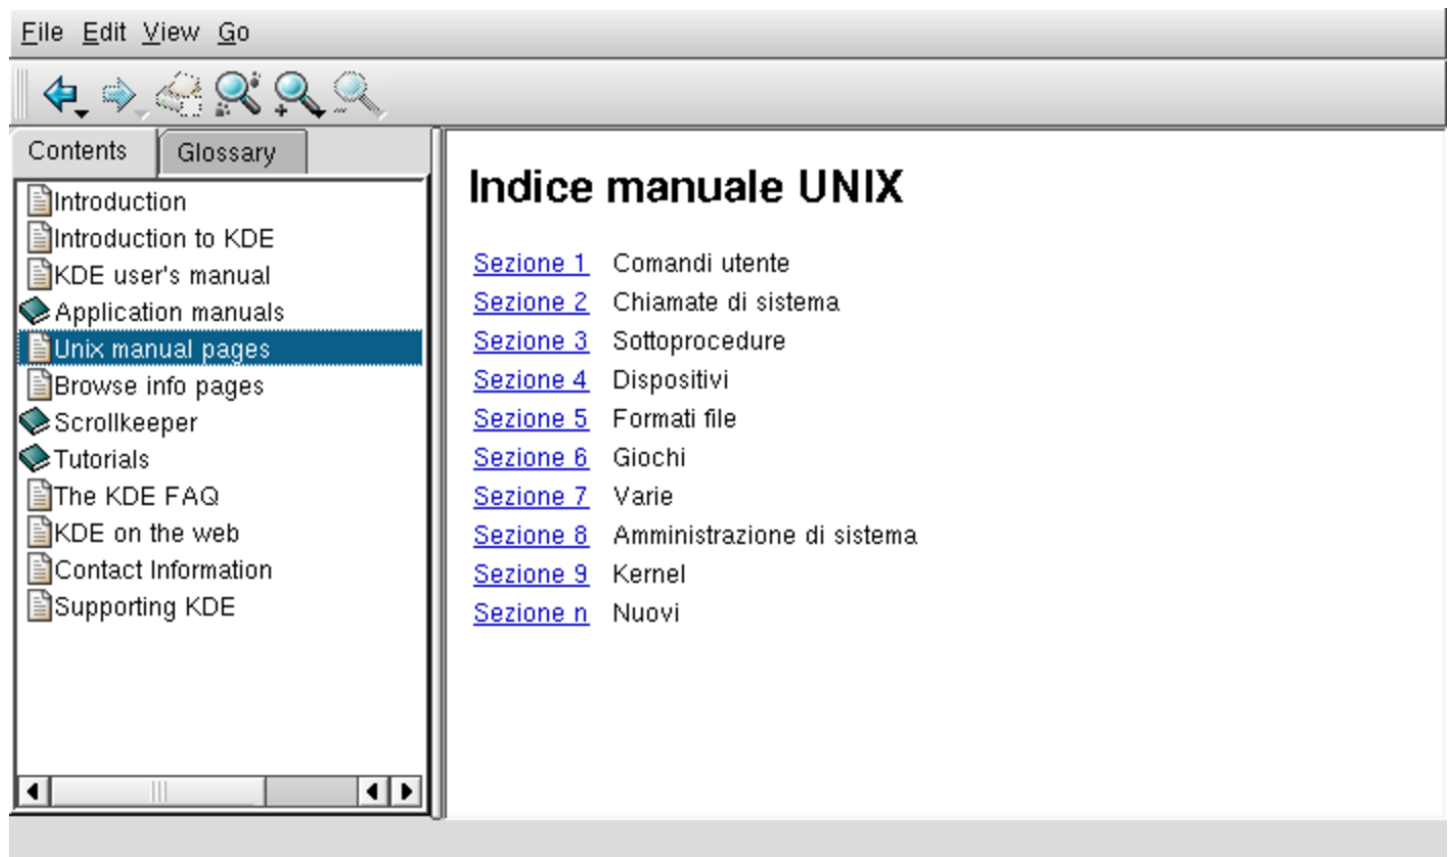 File Edit View Go
Contents Glossary
Introduction
Introduction to KDE
KDE user's manual
Application manuals
Unix manual pages
Browse info pages
Scrollkeeper
Tutorials
The KDE FAQ
KDE on the web
Contact Information
Supporting KDE
Indice manuale UNIX
Sezione 1 Comandi utente
Sezione 2 Chiamate di sistema
Sezione 3 Sottoprocedure
Sezione 4 Dispositivi
Sezione 5 Formati file
Sezione 6 Giochi
Sezione 7 Varie
Sezione 8 Amministrazione di sistema
Sezione 9 Kernel
Sezione n Nuovi